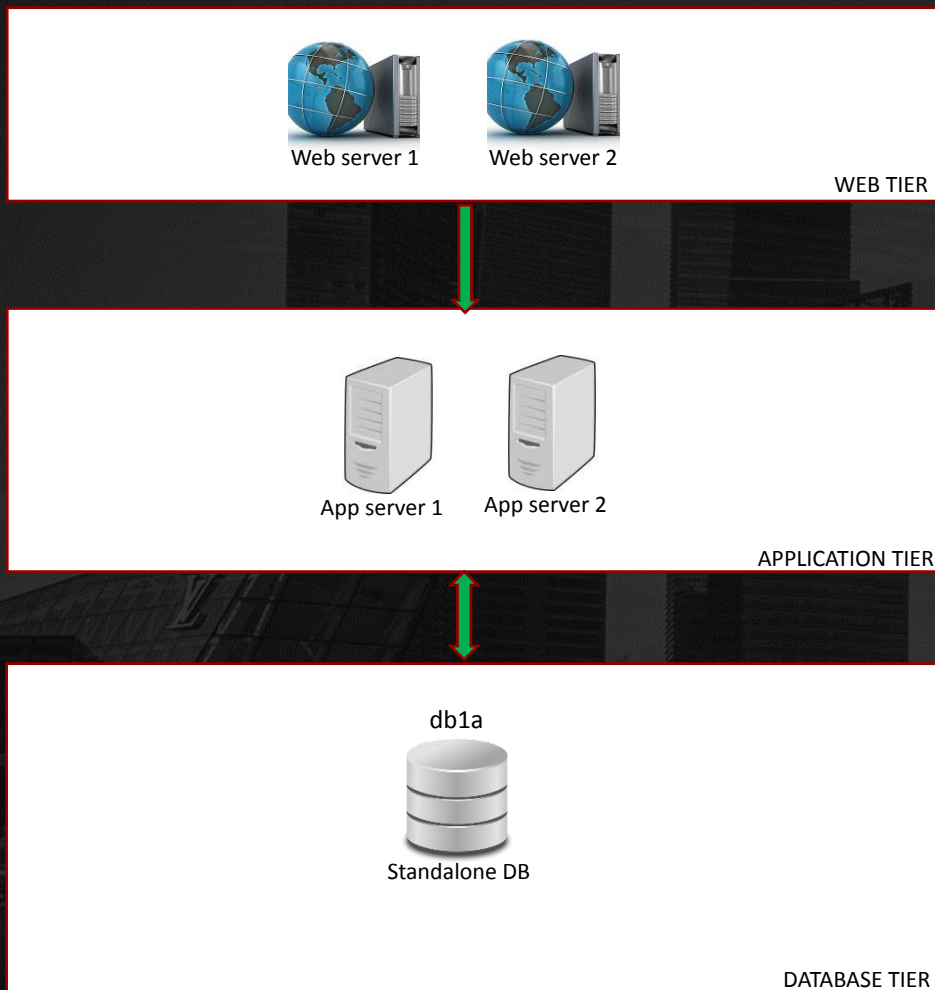 Web server 1
Web server 2
WEB TIER
App server 1
App server 2
APPLICATION TIER
db1a
Standalone DB
DATABASE TIER